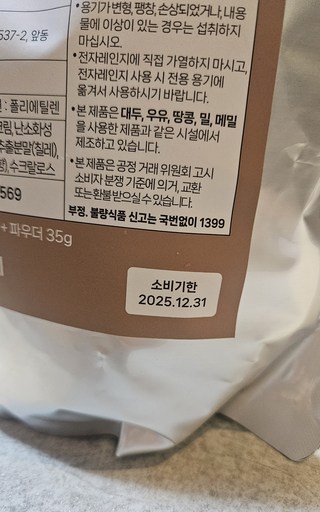 용기가 변형, 팽창, 손상되었거나, 내용
물에 이상이 있는 경우는 섭취하지
마십시오.
537-2, 앞동
•전자레인지에 직접 가열하지 마시고,
전자레인지 사용 시 전용 용기에
옮겨서 사용하시기 바랍니다.
: 폴리에틸렌
•본 제품은 대두, 우유, 땅콩, 밀, 메밀
을 사용한 제품과 같은 시설에서
제조하고 있습니다.
크림, 난소화성
추출분말(칠레),
, 수크랄로스
•본 제품은 공정 거래 위원회 고시
소비자 분쟁 기준에 의거, 교환
또는 환불 받으실 수 있습니다.
569
부정. 불량식품 신고는 국번없이 1399
+ 파우더 35g
소비기한
2025.12.31